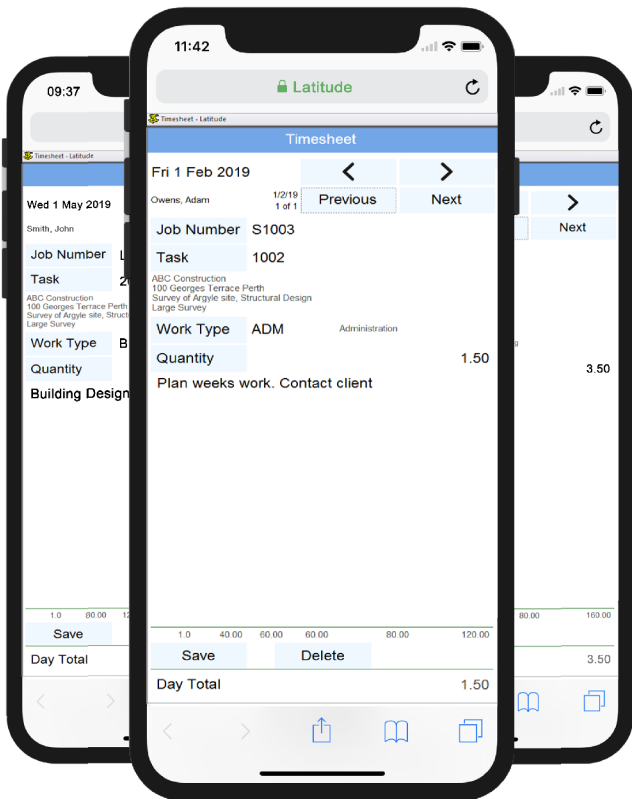 11:42
Latitude
Timesheet - Latitude
Timesheet
Fri 1 Feb 2019
Owens, Adam
1/2/19
1 of 1
Previous
Next
Job Number S1003
Task 1002
ABC Construction
100 Georges Terrace Perth
Survey of Argyle site, Structural Design
Large Survey
Work Type ADM Administration
Quantity 1.50
Plan weeks work. Contact client
1.0 40.00 60.00 60.00 80.00 120.00
Save Delete
Day Total 1.50
09:37
Timesheet - Latitude
Wed 1 May 2019
Smith, John
Job Number
Task
ABC Construction
100 Georges Terrace Perth
Survey of Argyle site,
Large Survey
Work Type
Quantity
Building Design
1.0 80.00
Save
Day Total
Next
3.50
80.00 160.00
3.50